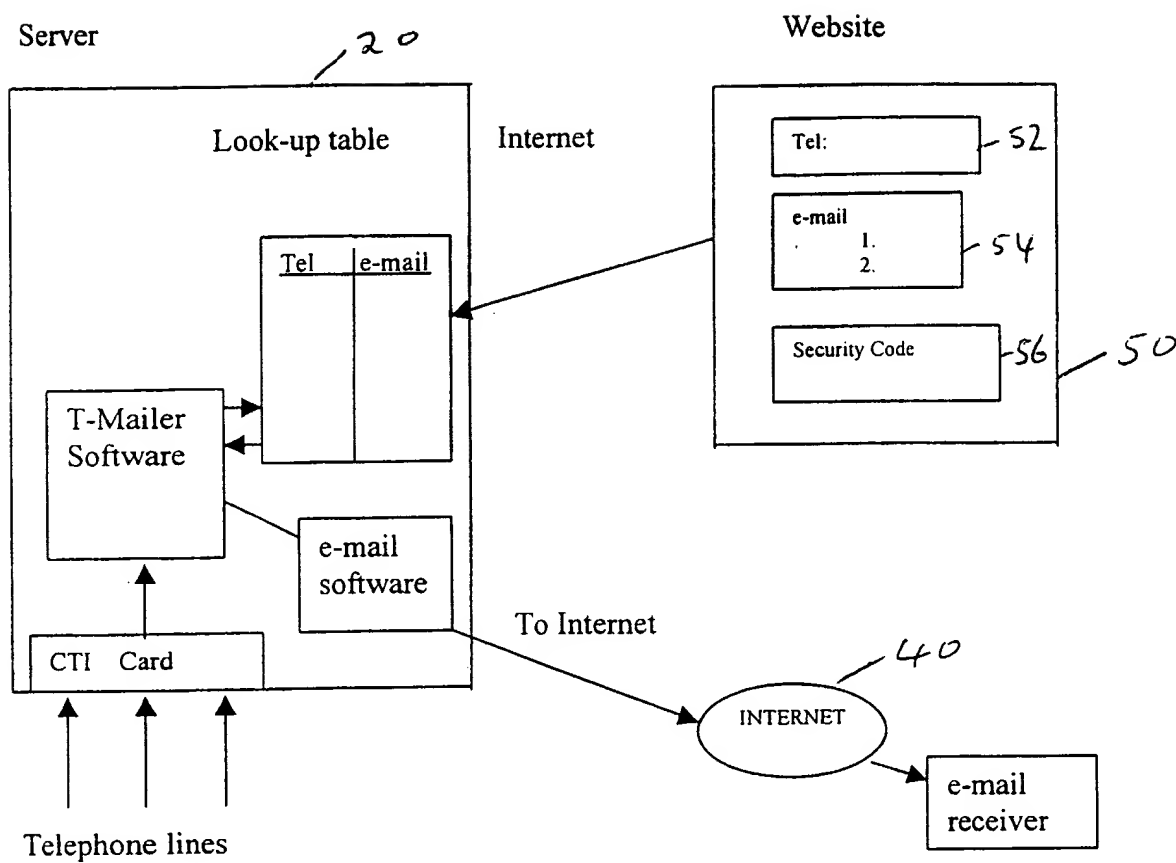 Server
20
Website
Look-up table
Internet
Tel:
52
e-mail
1.
2.
54
Tel e-mail
Security Code
56
50
T-Mailer
Software
e-mail
software
To Internet
CTI Card
40
INTERNET
e-mail
receiver
Telephone lines